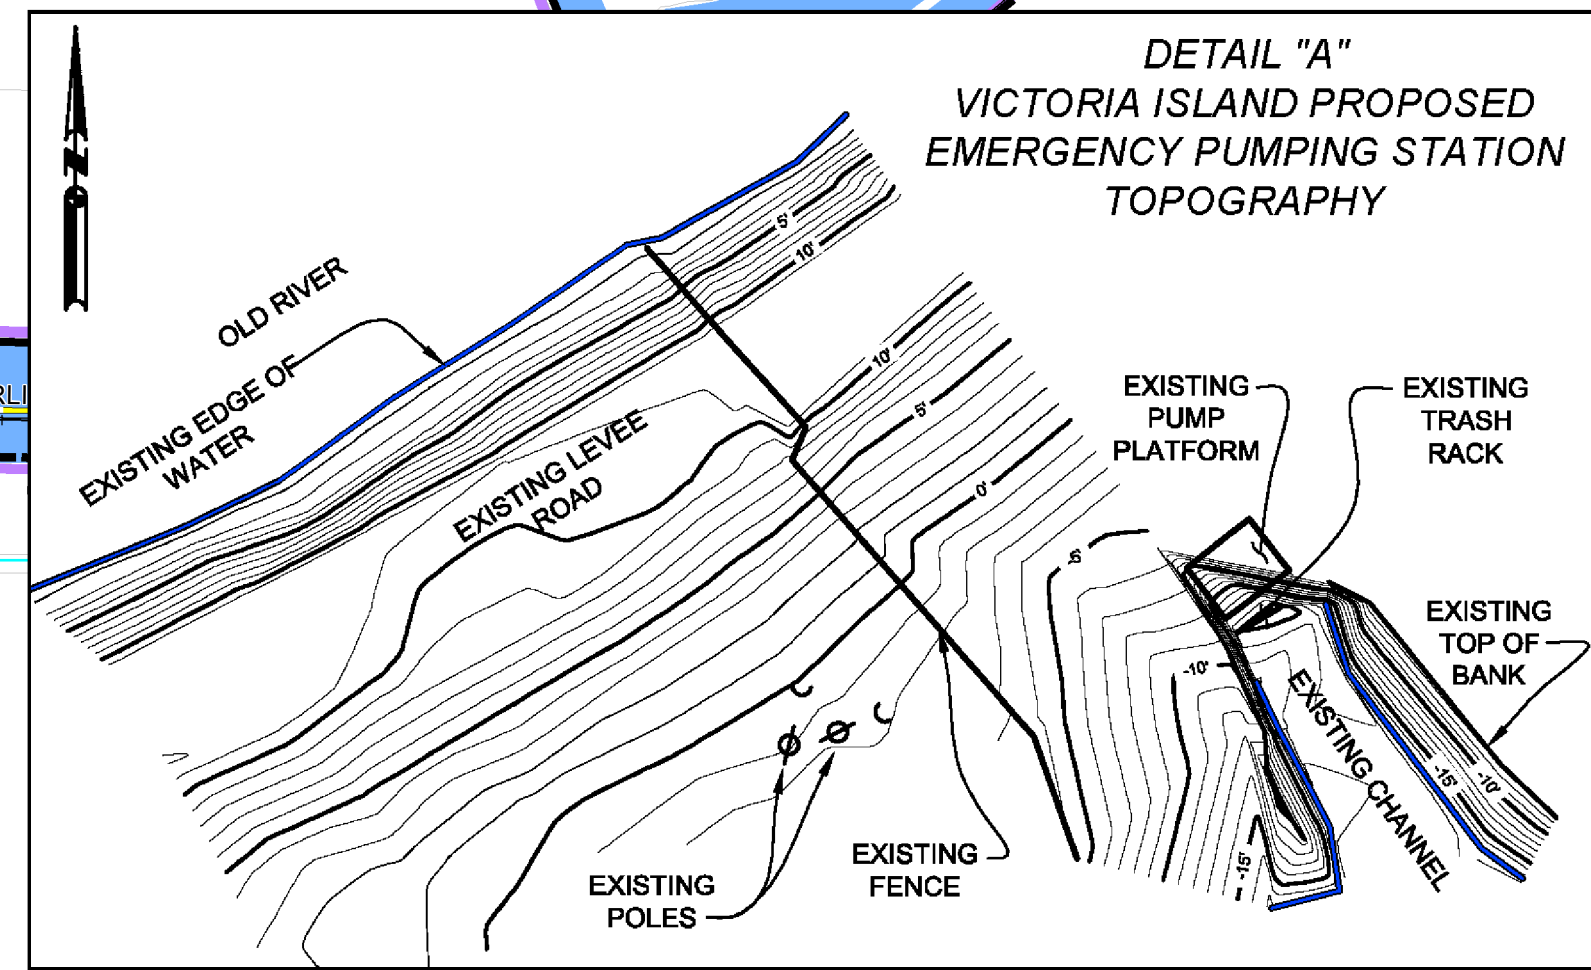 DETAIL "A"
VICTORIA ISLAND PROPOSED
EMERGENCY PUMPING STATION
TOPOGRAPHY
N
OLD RIVER
EXISTING EDGE OF
WATER
EXISTING LEVEE
ROAD
5'
10'
10'
5'
0'
-5'
-10'
-15'
-15'
-10'
EXISTING
PUMP
PLATFORM
EXISTING
TRASH
RACK
EXISTING
TOP OF
BANK
EXISTING CHANNEL
EXISTING
FENCE
EXISTING
POLES
RLI